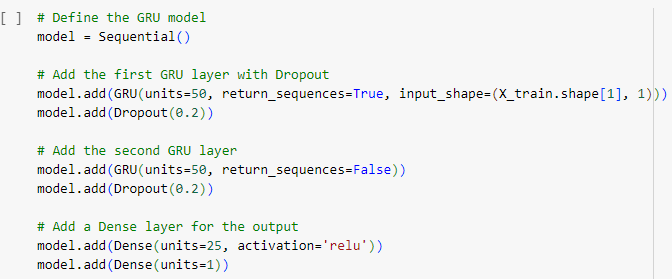 [ ] # Define the GRU model
model = Sequential()
# Add the first GRU layer with Dropout
model.add(GRU(units=50, return_sequences=True, input_shape=(X_train.shape[1], 1)))
model.add(Dropout(0.2))
# Add the second GRU layer
model.add(GRU(units=50, return_sequences=False))
model.add(Dropout(0.2))
# Add a Dense layer for the output
model.add(Dense(units=25, activation='relu'))
model.add(Dense(units=1))